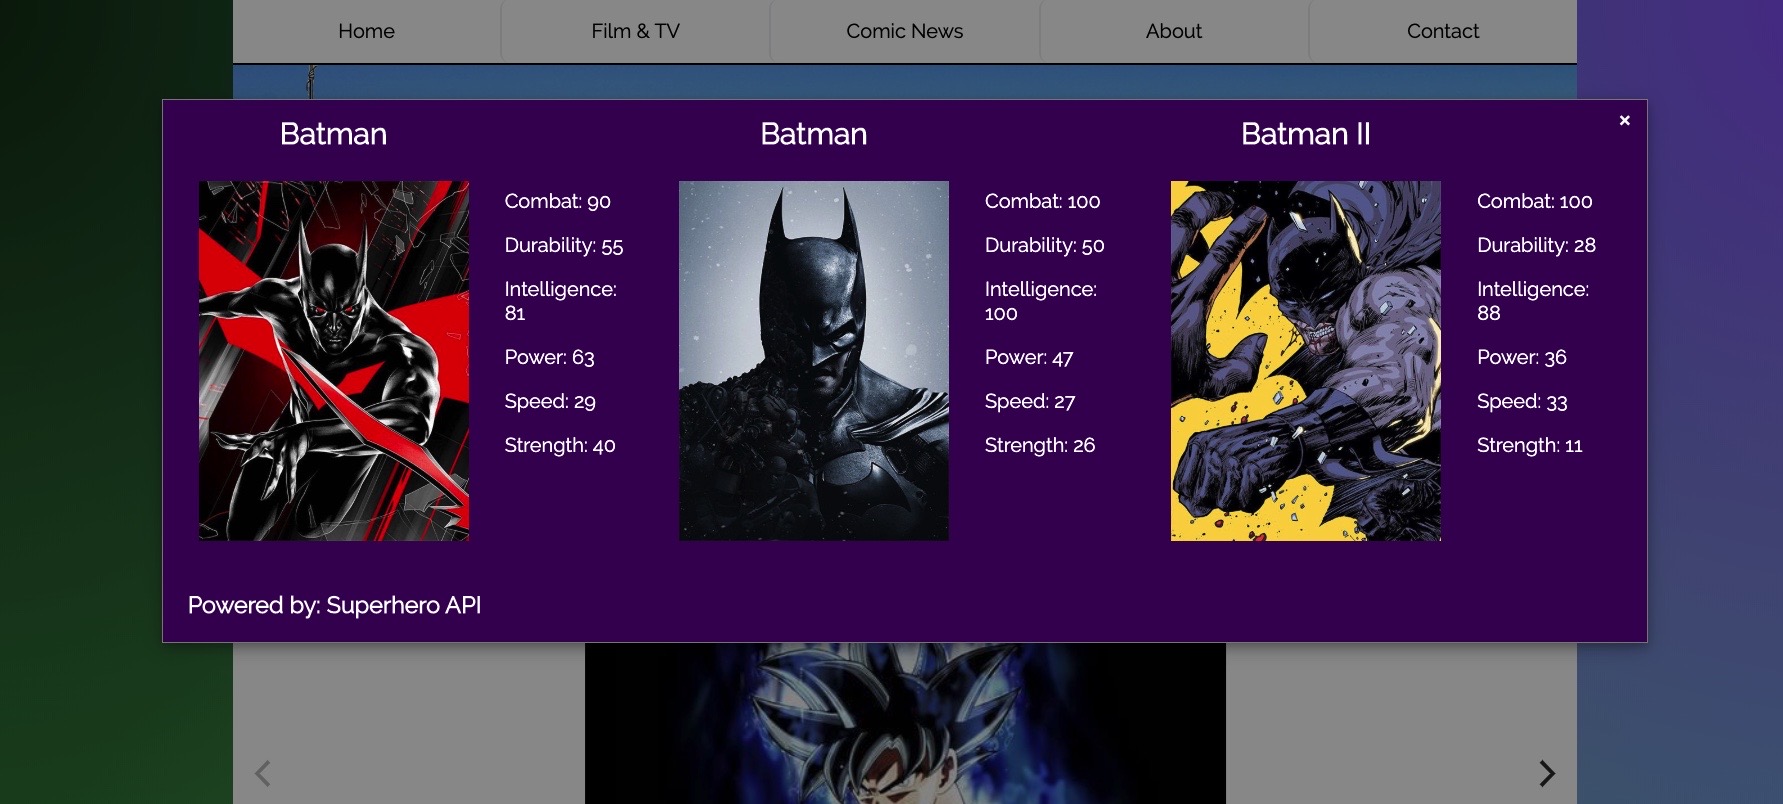 Home
Film & TV
Comic News
About
Contact
×
Batman
Combat: 90
Durability: 55
Intelligence:
81
Power: 63
Speed: 29
Strength: 40
Batman
Combat: 100
Durability: 50
Intelligence:
100
Power: 47
Speed: 27
Strength: 26
Batman II
Combat: 100
Durability: 28
Intelligence:
88
Power: 36
Speed: 33
Strength: 11
Powered by: Superhero API